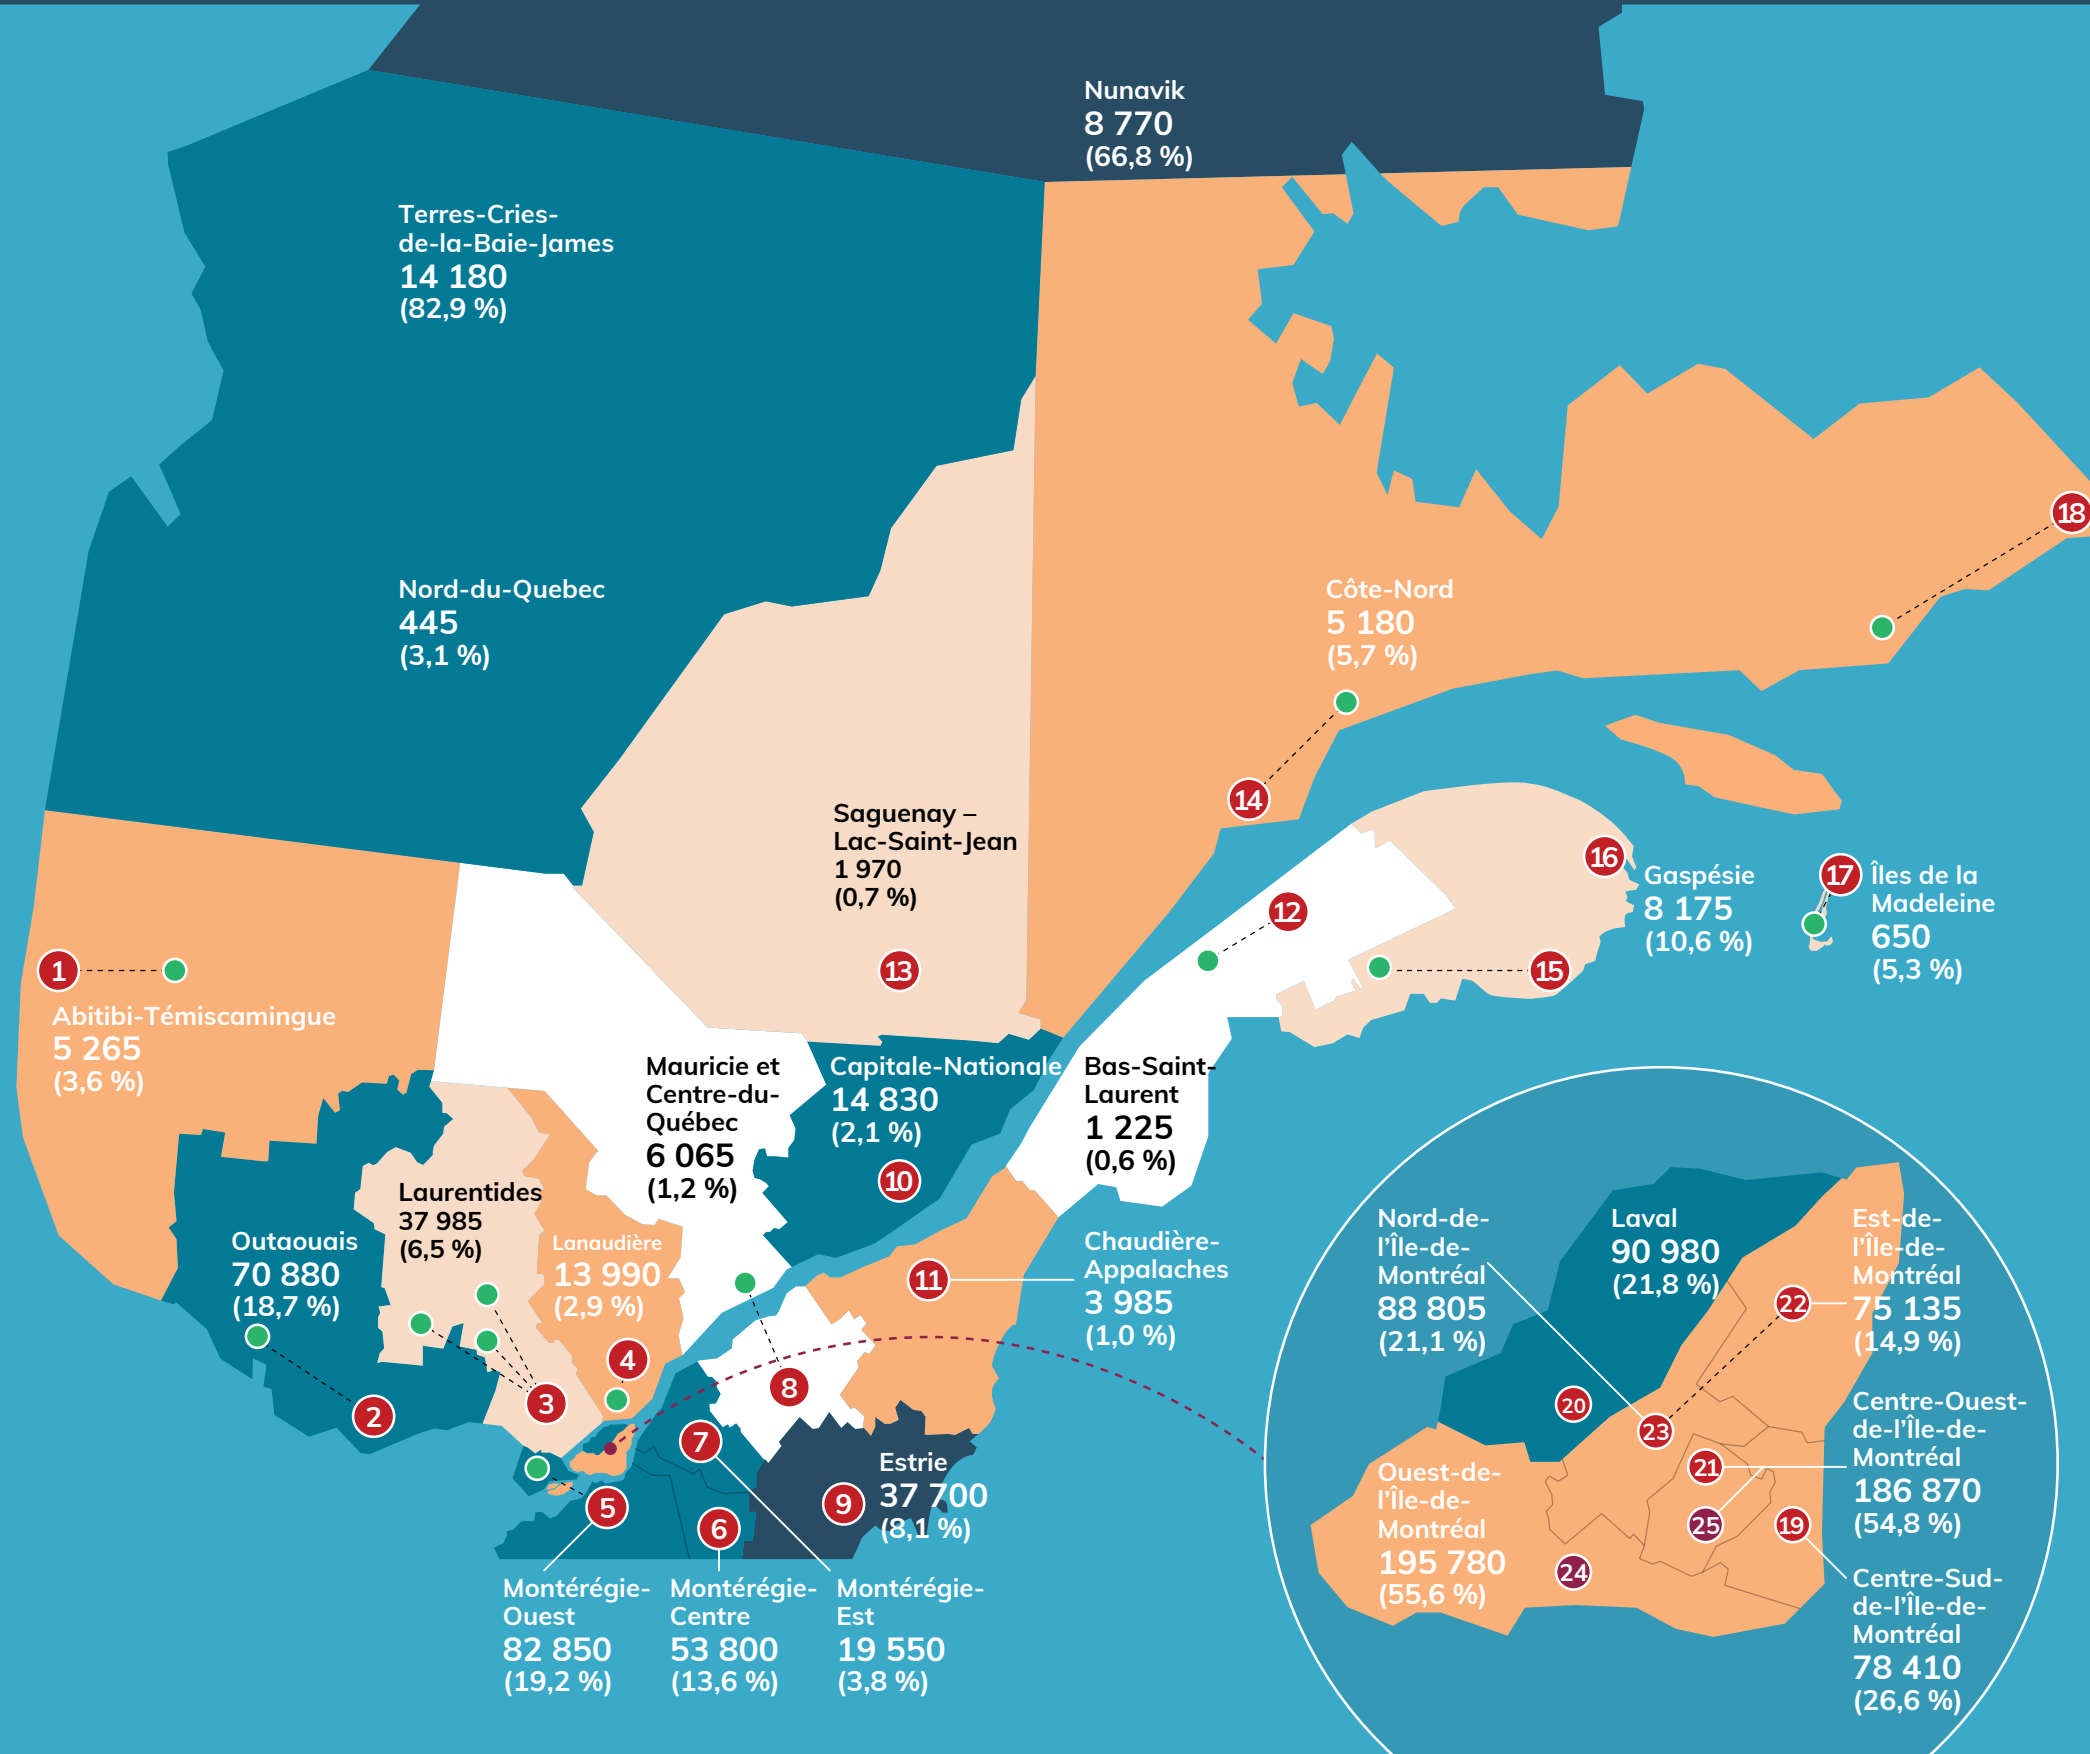 Nunavik
8 770
(66,8 %)
Terres-Cries-
de-la-Baie-James
14 180
(82,9 %)
Nord-du-Quebec
445
(3,1 %)
Côte-Nord
5 180
(5,7 %)
18
14
Saguenay –
Lac-Saint-Jean
1 970
(0,7 %)
13
16
Gaspésie
8 175
(10,6 %)
17
Îles de la
Madeleine
650
(5,3 %)
12
15
1
Abitibi-Témiscamingue
5 265
(3,6 %)
Mauricie et
Centre-du-
Québec
6 065
(1,2 %)
Capitale-Nationale
14 830
(2,1 %)
10
Bas-Saint-
Laurent
1 225
(0,6 %)
Laurentides
37 985
(6,5 %)
Outaouais
70 880
(18,7 %)
Lanaudière
13 990
(2,9 %)
11
Chaudière-
Appalaches
3 985
(1,0 %)
2
3
4
8
7
5
6
9
Estrie
37 700
(8,1 %)
Montérégie-
Ouest
82 850
(19,2 %)
Montérégie-
Centre
53 800
(13,6 %)
Montérégie-
Est
19 550
(3,8 %)
Nord-de-
l'Île-de-
Montréal
88 805
(21,1 %)
Laval
90 980
(21,8 %)
Est-de-
l'Île-de-
Montréal
75 135
(14,9 %)
22
20
23
21
25
19
24
Centre-Ouest-
de-l'Île-de-
Montréal
186 870
(54,8 %)
Ouest-de-
l'Île-de-
Montréal
195 780
(55,6 %)
Centre-Sud-
de-l'Île-de-
Montréal
78 410
(26,6 %)